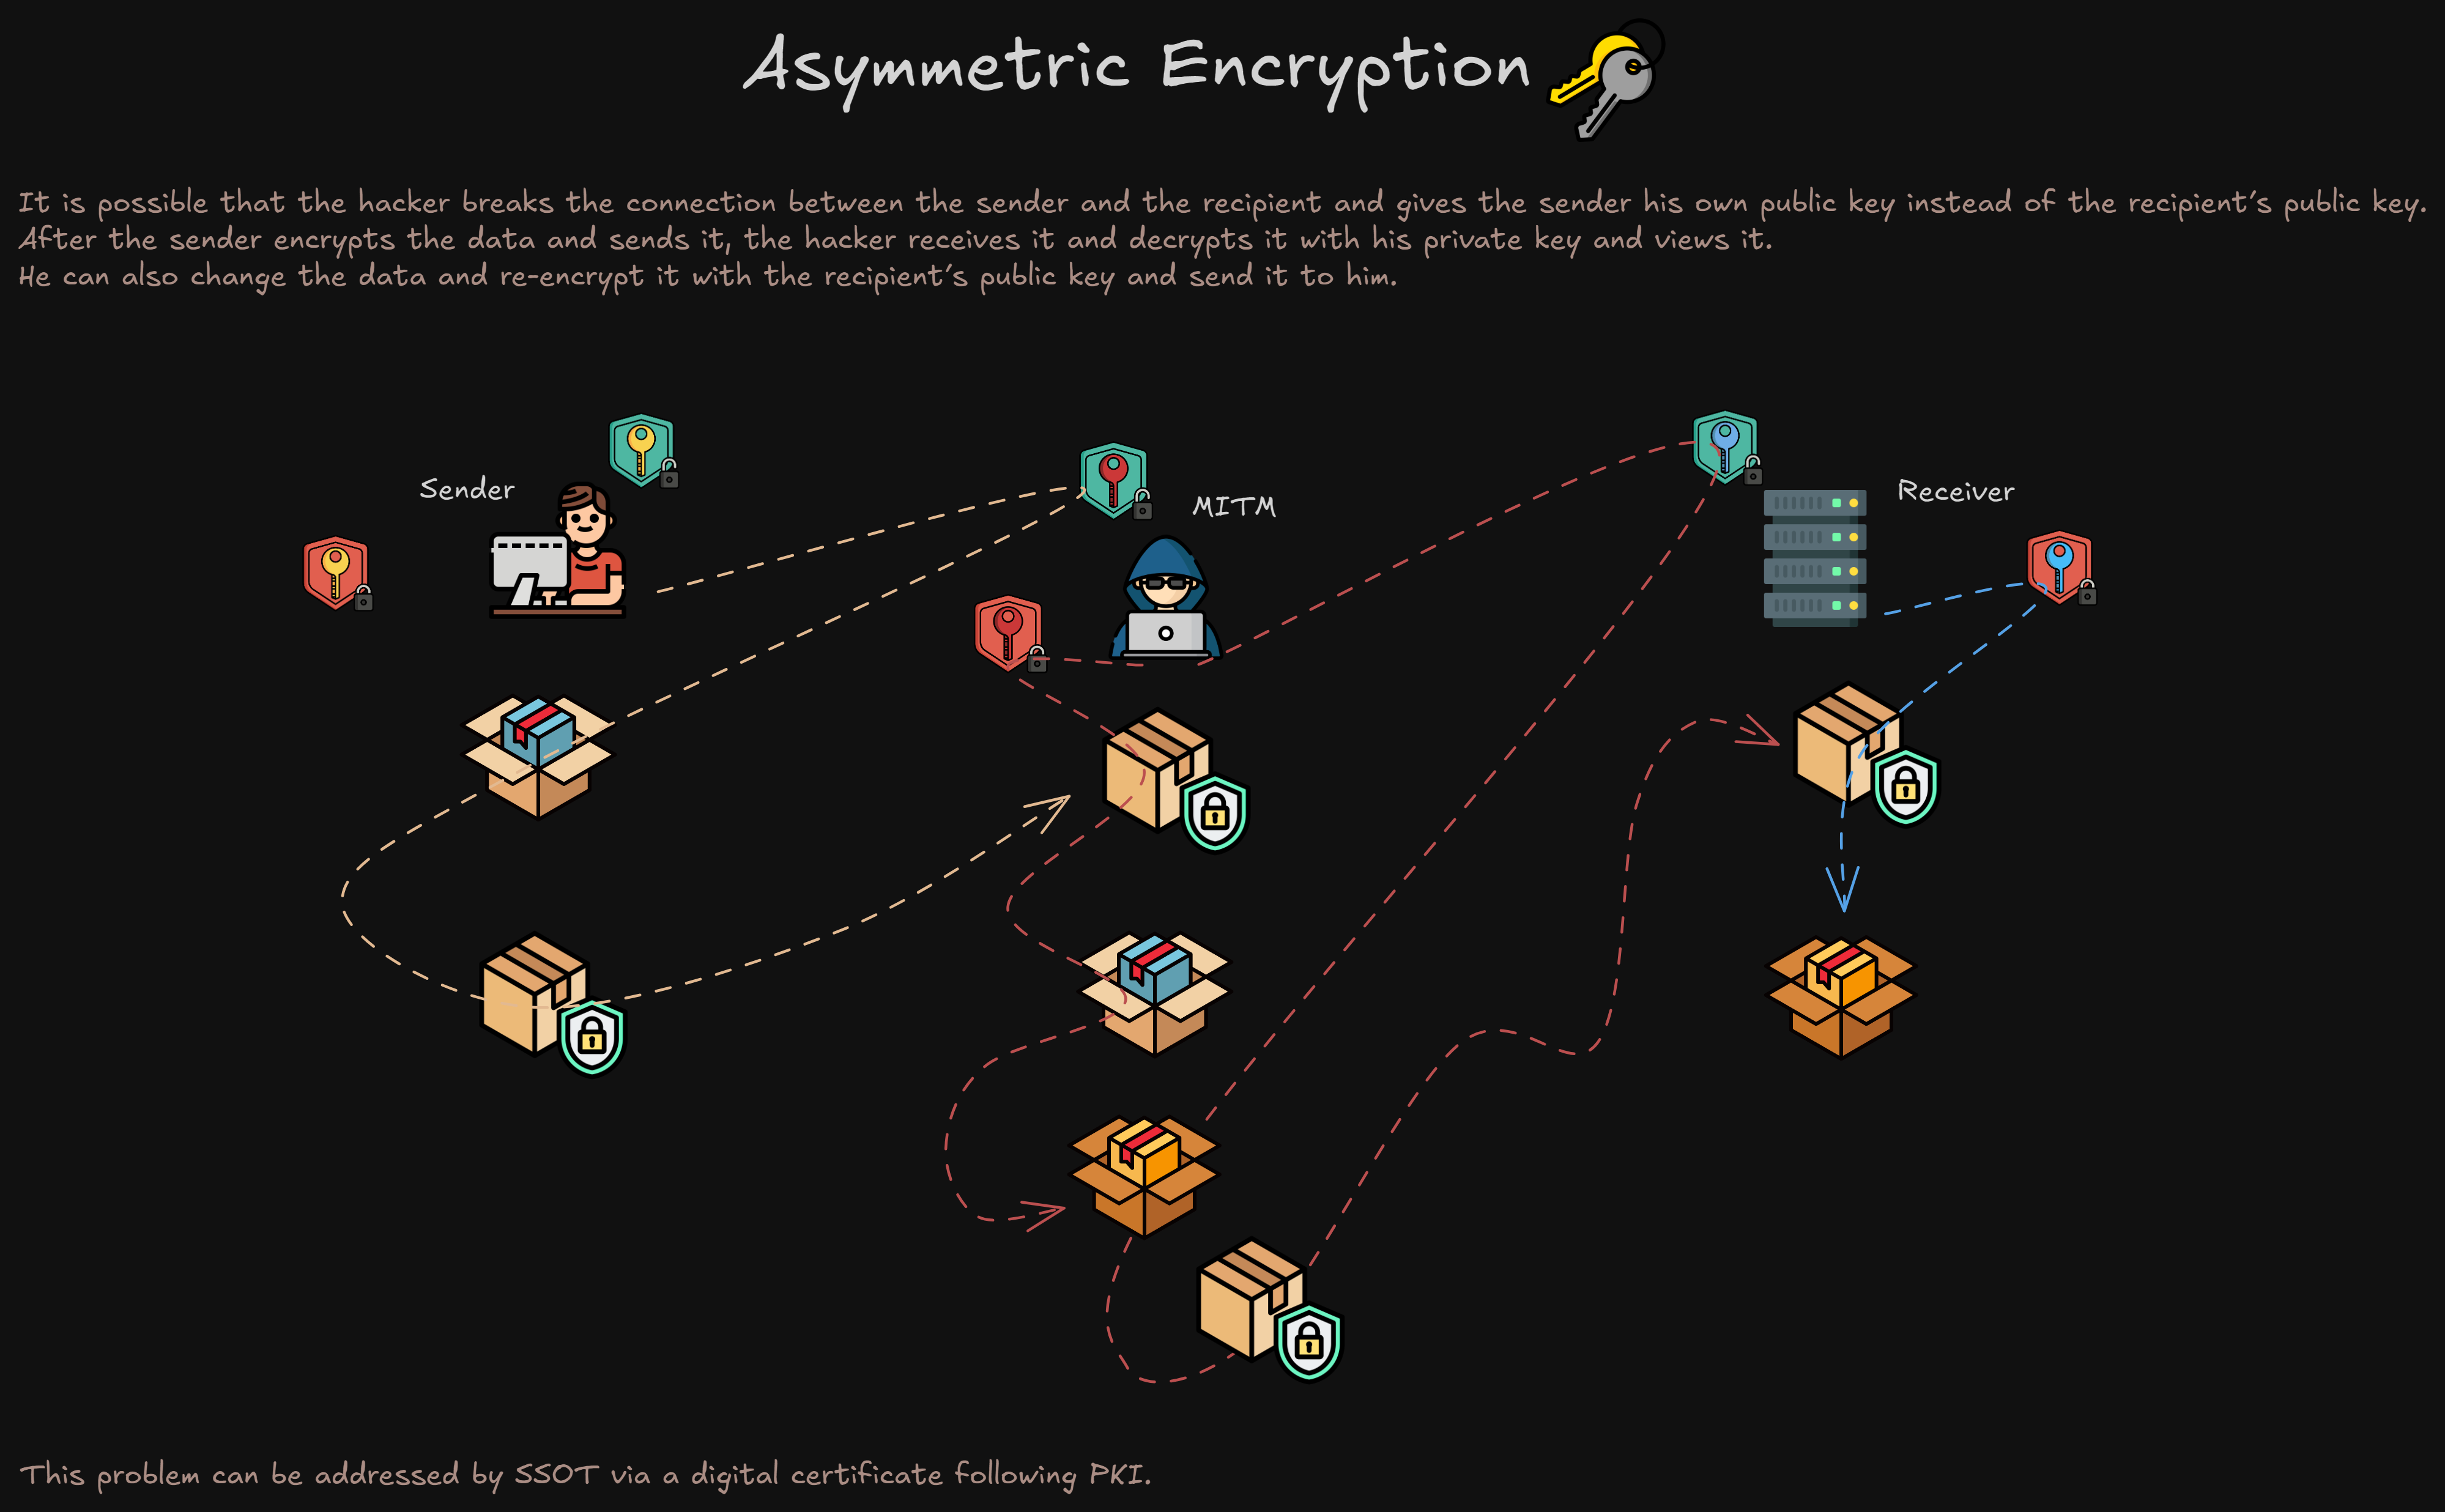 Asymmetric Encryption
It is possible that the hacker breaks the connection between the sender and the recipient and gives the sender his own public key instead of the recipient's public key.
After the sender encrypts the data and sends it, the hacker receives it and decrypts it with his private key and views it.
He can also change the data and re-encrypt it with the recipient's public key and send it to him.
Sender
MITM
Receiver
This problem can be addressed by SSOT via a digital certificate following PKI.